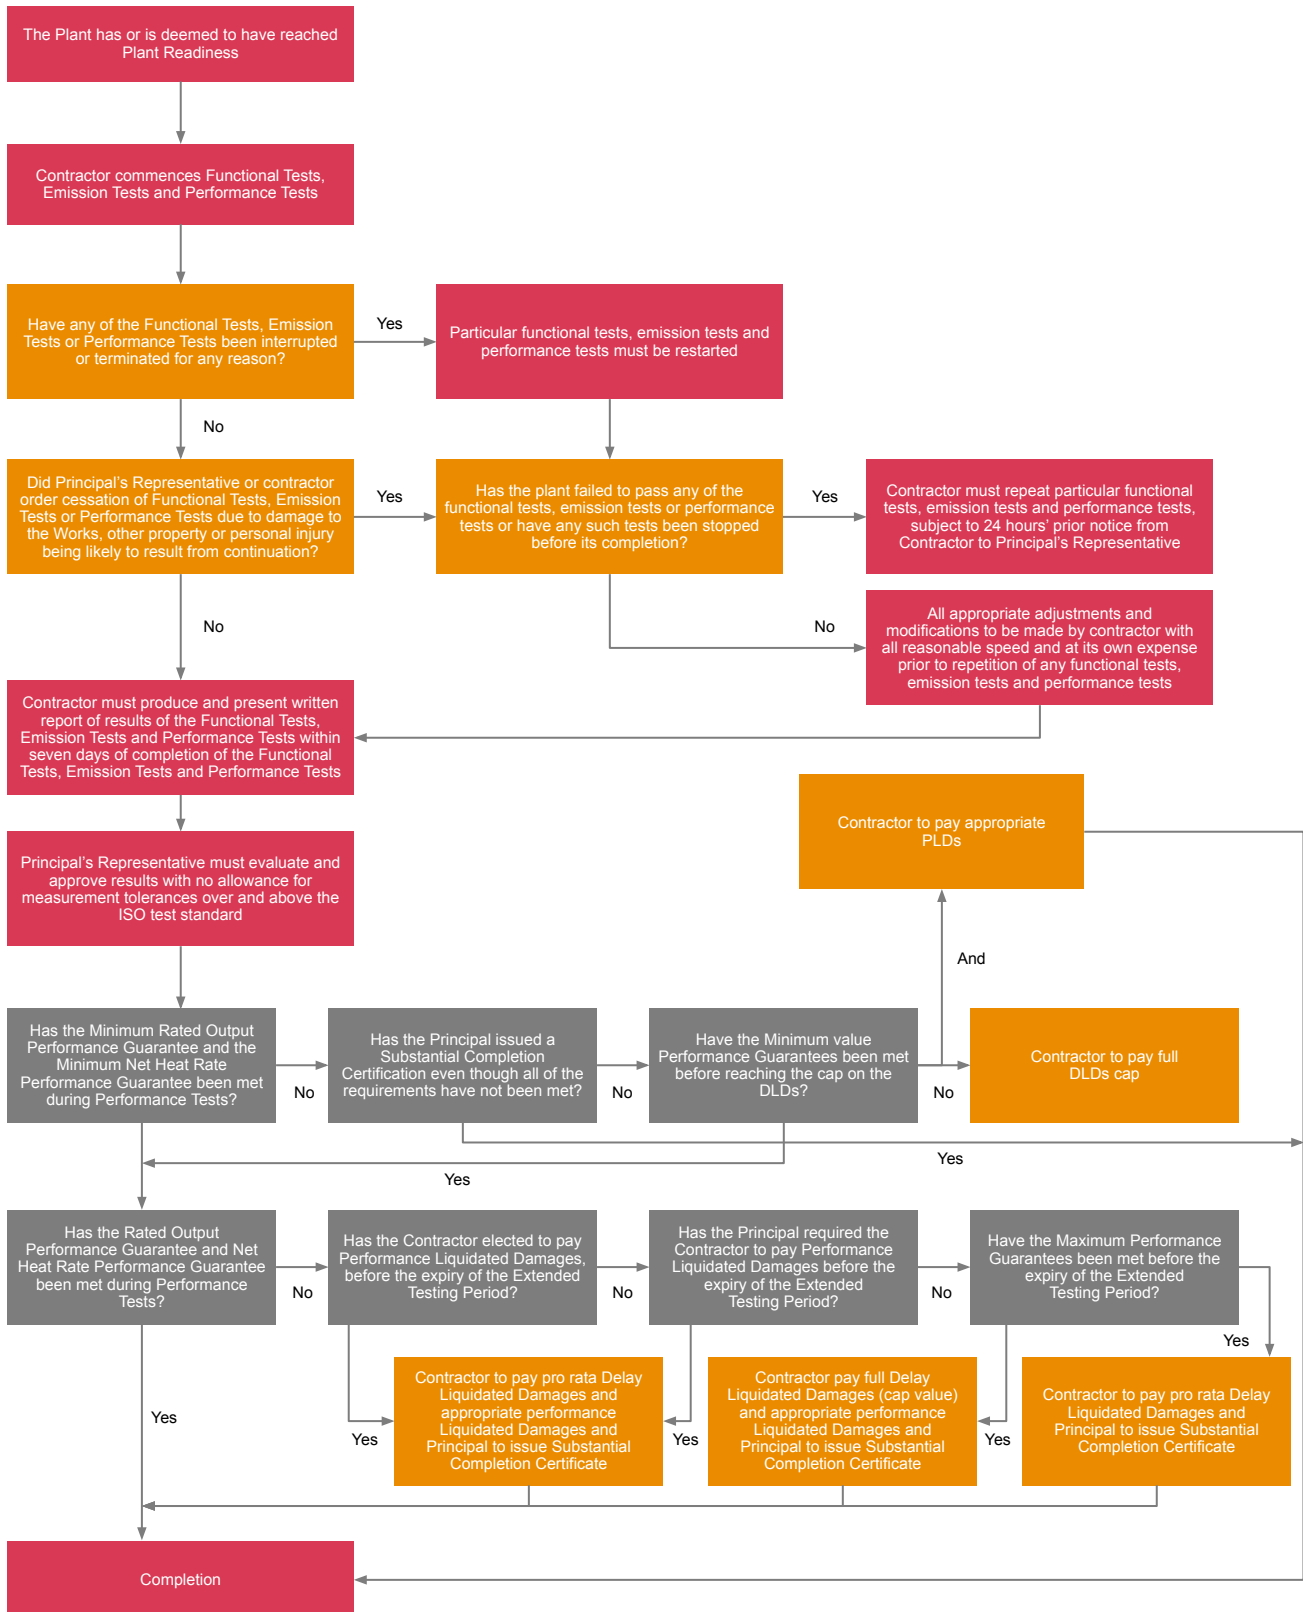 The Plant has or is deemed to have reached
Plant Readiness
Contractor commences Functional Tests,
Emission Tests and Performance Tests
Have any of the Functional Tests, Emission
Tests or Performance Tests been interrupted
or terminated for any reason?
Yes
Particular functional tests, emission tests and
performance tests must be restarted
No
Did Principal's Representative or contractor
order cessation of Functional Tests, Emission
Tests or Performance Tests due to damage to
the Works, other property or personal injury
being likely to result from continuation?
Yes
Has the plant failed to pass any of the
functional tests, emission tests or performance
tests or have any such tests been stopped
before its completion?
Yes
Contractor must repeat particular functional
tests, emission tests and performance tests,
subject to 24 hours' prior notice from
Contractor to Principal's Representative
No
No
All appropriate adjustments and
modifications to be made by contractor with
all reasonable speed and at its own expense
prior to repetition of any functional tests,
emission tests and performance tests
Contractor must produce and present written
report of results of the Functional Tests,
Emission Tests and Performance Tests within
seven days of completion of the Functional
Tests, Emission Tests and Performance Tests
Contractor to pay appropriate
PLDs
Principal's Representative must evaluate and
approve results with no allowance for
measurement tolerances over and above the
ISO test standard
And
Has the Minimum Rated Output
Performance Guarantee and the
Minimum Net Heat Rate
Performance Guarantee been met
during Performance Tests?
No
Has the Principal issued a
Substantial Completion
Certification even though all of the
requirements have not been met?
No
Have the Minimum value
Performance Guarantees been met
before reaching the cap on the
DLDs?
No
Contractor to pay full
DLDs cap
Yes
Yes
Has the Rated Output
Performance Guarantee and Net
Heat Rate Performance Guarantee
been met during Performance
Tests?
No
Has the Contractor elected to pay
Performance Liquidated Damages,
before the expiry of the Extended
Testing Period?
No
Has the Principal required the
Contractor to pay Performance
Liquidated Damages before the
expiry of the Extended
Testing Period?
No
Have the Maximum Performance
Guarantees been met before the
expiry of the Extended
Testing Period?
Yes
Yes
Yes
Contractor to pay pro rata Delay
Liquidated Damages and
appropriate performance
Liquidated Damages and
Principal to issue Substantial
Completion Certificate
Yes
Contractor pay full Delay
Liquidated Damages (cap value)
and appropriate performance
Liquidated Damages and
Principal to issue Substantial
Completion Certificate
Yes
Contractor to pay pro rata Delay
Liquidated Damages and
Principal to issue Substantial
Completion Certificate
Completion